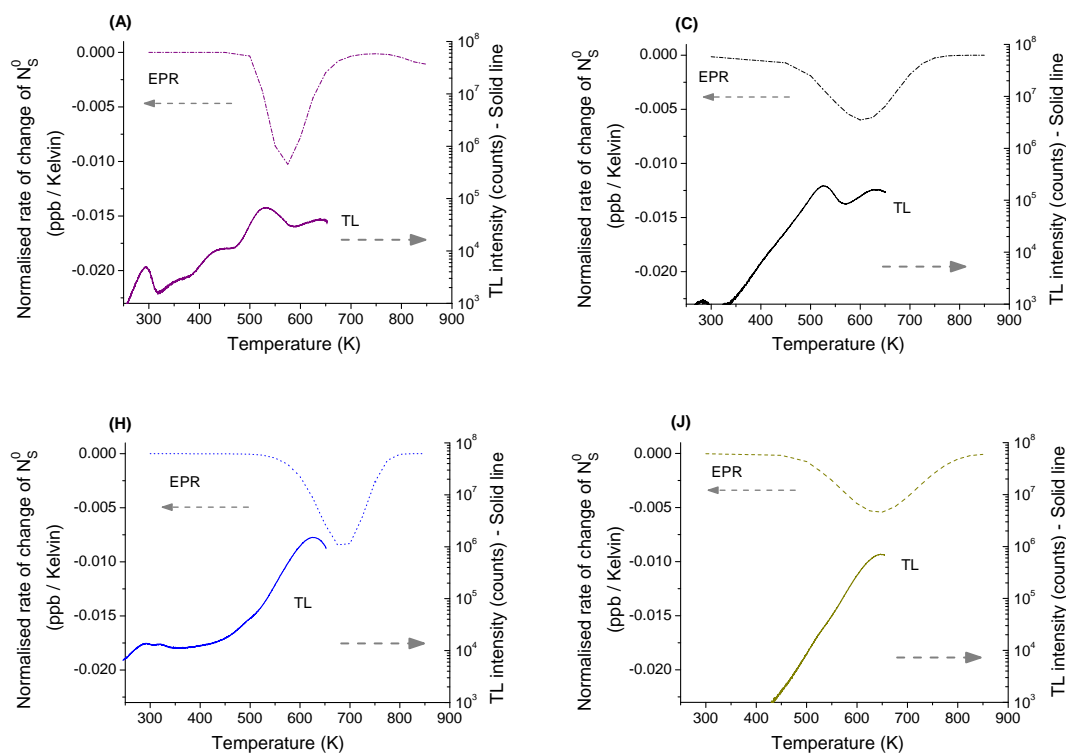 (A)
Normalised rate of change of N_S^0
(ppb / Kelvin)
0.000
-0.005
-0.010
-0.015
-0.020
EPR
TL
10^8
10^7
10^6
10^5
10^4
10^3
TL intensity (counts) - Solid line
300 400 500 600 700 800 900
Temperature (K)
(C)
Normalised rate of change of N_S^0
(ppb / Kelvin)
0.000
-0.005
-0.010
-0.015
-0.020
EPR
TL
10^8
10^7
10^6
10^5
10^4
10^3
TL intensity (counts) - Solid line
300 400 500 600 700 800 900
Temperature (K)
(H)
Normalised rate of change of N_S^0
(ppb / Kelvin)
0.000
-0.005
-0.010
-0.015
-0.020
EPR
TL
10^8
10^7
10^6
10^5
10^4
10^3
TL intensity (counts) - Solid line
300 400 500 600 700 800 900
Temperature (K)
(J)
Normalised rate of change of N_S^0
(ppb / Kelvin)
0.000
-0.005
-0.010
-0.015
-0.020
EPR
TL
10^8
10^7
10^6
10^5
10^4
10^3
TL intensity (counts) - Solid line
300 400 500 600 700 800 900
Temperature (K)